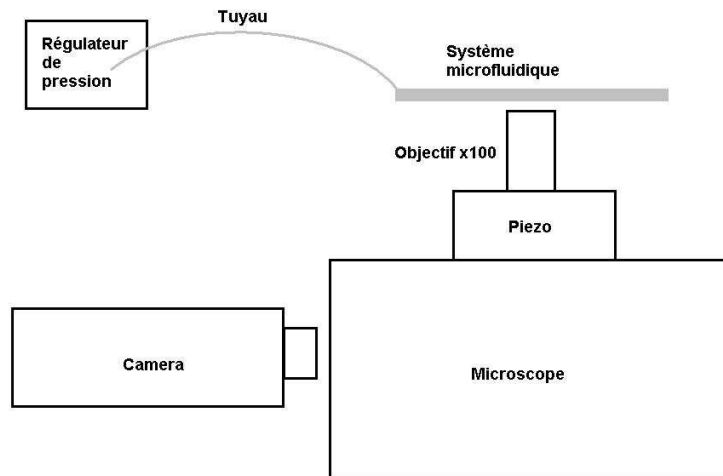 Tuyau
Régulateur
de
pression
Système
microfluidique
Objectif x100
Piezo
Camera
Microscope